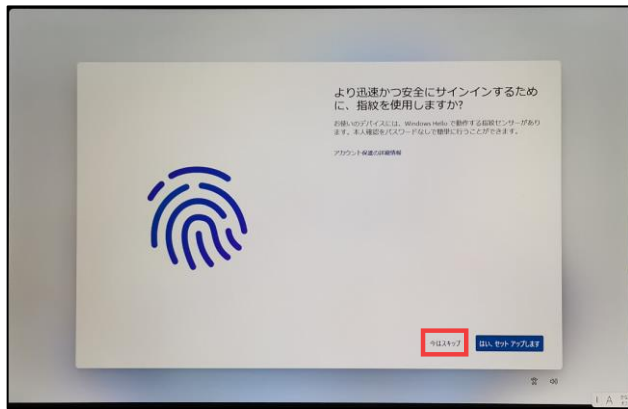 より迅速かつ安全にサインインするため
に、指紋を使用しますか?
お使いのデバイスには、Windows Hello で動作する指紋センサーがあり
ます。本人確認をパスワードなしで簡単に行うことができます。
アカウント保護の詳細情報
今はスキップ
はい、セットアップします
A